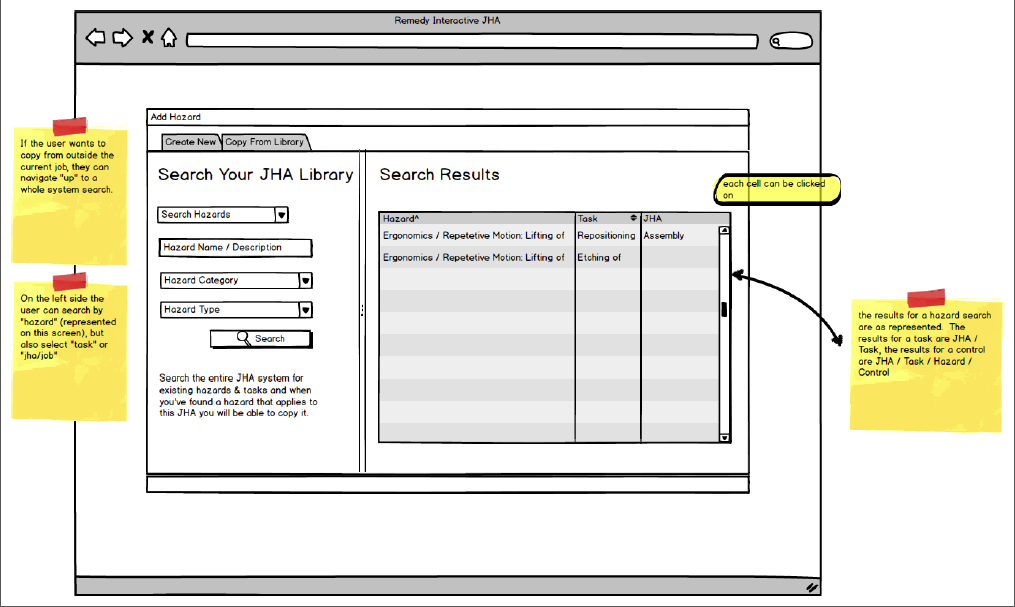 Remedy Interactive JHA
If the user wants to
copy from outside the
current job, they can
navigate "up" to a
whole system search.
On the left side the
user can search by
"hazard" (represented
on this screen), but
also select "task" or
"jha/job"
Add Hazard
Create New
Copy From Library
Search Your JHA Library
Search Hazards
Hazard Name / Description
Hazard Category
Hazard Type
Search
Search the entire JHA system for
existing hazards & tasks and when
you've found a hazard that applies to
this JHA you will be able to copy it.
Search Results
Hazard^ Task JHA
Ergonomics / Repetetive Motion: Lifting of Repositioning Assembly
Ergonomics / Repetetive Motion: Lifting of Etching of
each cell can be clicked
on
the results for a hazard search
are as represented. The
results for a task are JHA /
Task, the results for a control
are JHA / Task / Hazard /
Control